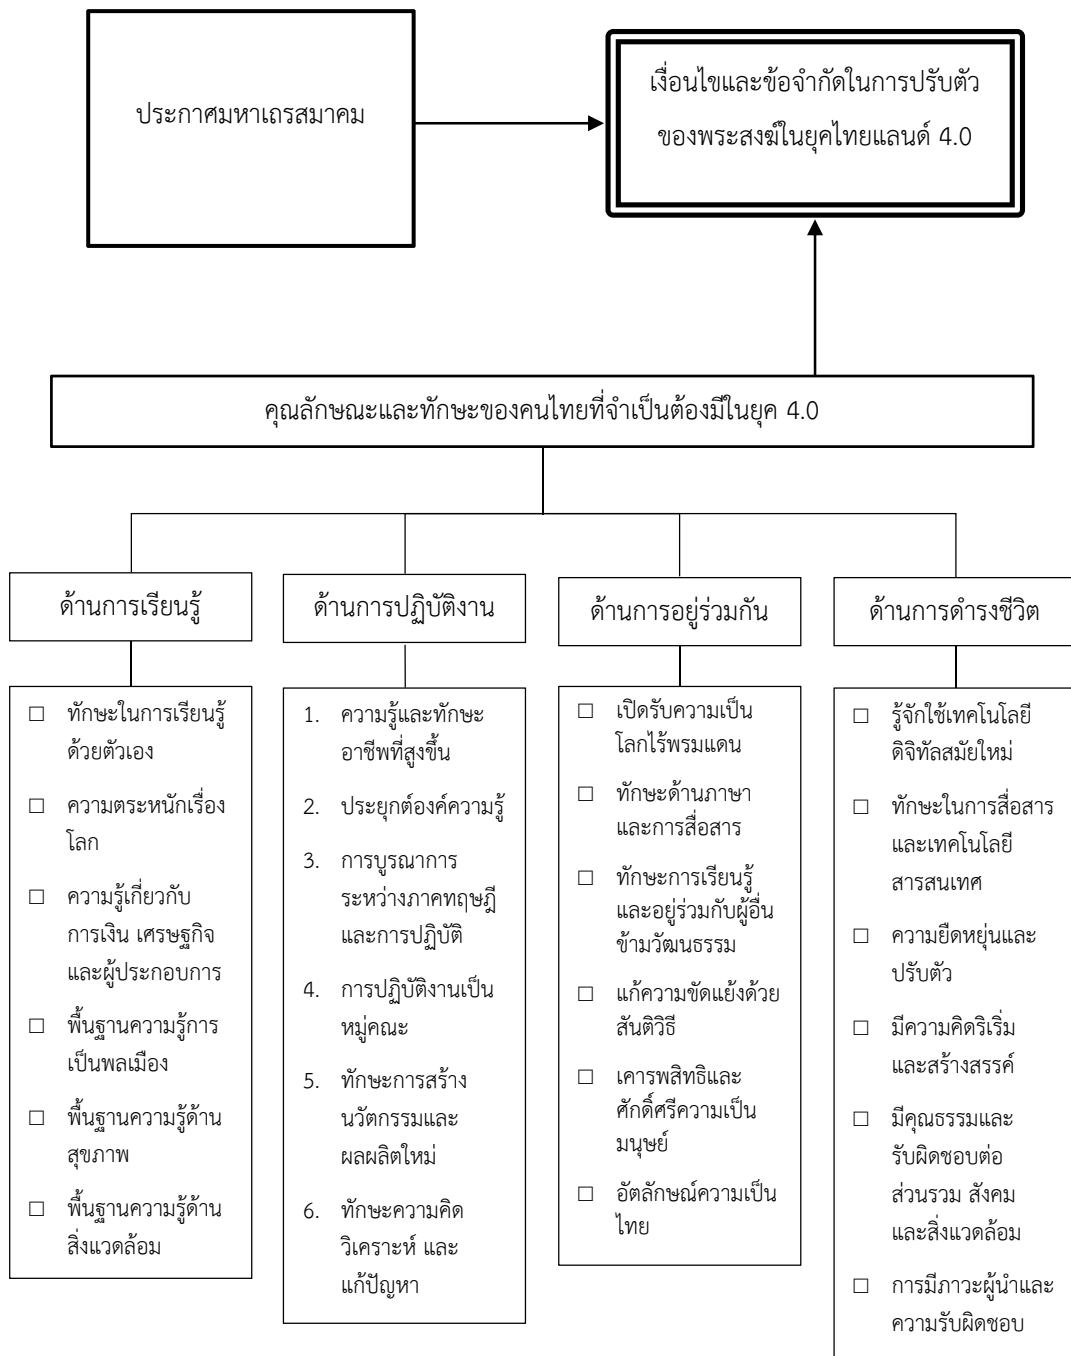 ประกาศมหาเถรสมาคม
เงื่อนไขและข้อจำกัดในการปรับตัว
ของพระสงฆ์ในยุคไทยแลนด์ 4.0
คุณลักษณะและทักษะของคนไทยที่จำเป็นต้องมีในยุค 4.0
ด้านการเรียนรู้
☐ ทักษะในการเรียนรู้
ด้วยตัวเอง
☐ ความตระหนักเรื่อง
โลก
☐ ความรู้เกี่ยวกับ
การเงิน เศรษฐกิจ
และผู้ประกอบการ
☐ พื้นฐานความรู้การ
เป็นพลเมือง
☐ พื้นฐานความรู้ด้าน
สุขภาพ
☐ พื้นฐานความรู้ด้าน
สิ่งแวดล้อม
ด้านการปฏิบัติงาน
1. ความรู้และทักษะ
อาชีพที่สูงขึ้น
2. ประยุกต์องค์ความรู้
3. การบูรณาการ
ระหว่างภาคทฤษฎี
และการปฏิบัติ
4. การปฏิบัติงานเป็น
หมู่คณะ
5. ทักษะการสร้าง
นวัตกรรมและ
ผลผลิตใหม่
6. ทักษะความคิด
วิเคราะห์ และ
แก้ปัญหา
ด้านการอยู่ร่วมกัน
☐ เปิดรับความเป็น
โลกไร้พรมแดน
☐ ทักษะด้านภาษา
และการสื่อสาร
☐ ทักษะการเรียนรู้
และอยู่ร่วมกับผู้อื่น
ข้ามวัฒนธรรม
☐ แก้ความขัดแย้งด้วย
สันติวิธี
☐ เคารพสิทธิและ
ศักดิ์ศรีความเป็น
มนุษย์
☐ อัตลักษณ์ความเป็น
ไทย
ด้านการดำรงชีวิต
☐ รู้จักใช้เทคโนโลยี
ดิจิทัลสมัยใหม่
☐ ทักษะในการสื่อสาร
และเทคโนโลยี
สารสนเทศ
☐ ความยืดหยุ่นและ
ปรับตัว
☐ มีความคิดริเริ่ม
และสร้างสรรค์
☐ มีคุณธรรมและ
รับผิดชอบต่อ
ส่วนรวม สังคม
และสิ่งแวดล้อม
☐ การมีภาวะผู้นำและ
ความรับผิดชอบ